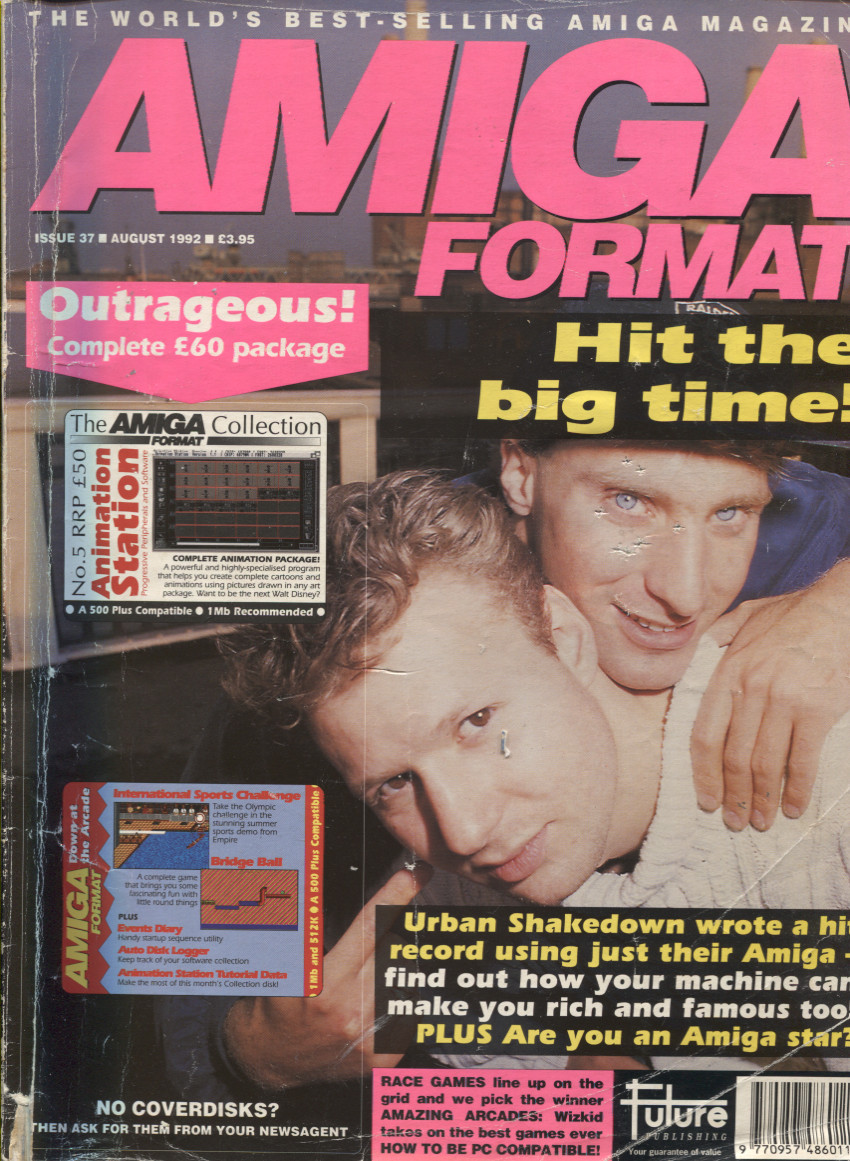 THE WORLD'S BEST-SELLING AMIGA MAGAZIN
AMIGA
FORMAT
ISSUE 37 ■ AUGUST 1992 ■ £3.95
Outrageous!
Complete £60 package
Hit the
big time!
The AMIGA FORMAT Collection
No.5 RRP £50
Animation
Station
Progressive Peripherals and Software
COMPLETE ANIMATION PACKAGE!
A powerful and highly-specialised program
that helps you create complete cartoons and
animations using pictures drawn in any art
package. Want to be the next Walt Disney?
● A 500 Plus Compatible ● 1Mb Recommended ●
AMIGA
FORMAT
Down at
the Arcade
International Sports Challenge
Take the Olympic
challenge in the
stunning summer
sports demo from
Empire
Bridge Ball
A complete game
that brings you some
fascinating fun with
little round things
PLUS
Events Diary
Handy startup sequence utility
Auto Disk Logger
Keep track of your software collection
Animation Station Tutorial Data
Make the most of this month's Collection disk!
● 1Mb and 512K ● A 500 Plus Compatible
Urban Shakedown wrote a hit
record using just their Amiga -
find out how your machine can
make you rich and famous too!
PLUS Are you an Amiga star?
NO COVERDISKS?
THEN ASK FOR THEM FROM YOUR NEWSAGENT
RACE GAMES line up on the
grid and we pick the winner
AMAZING ARCADES: Wizkid
takes on the best games ever
HOW TO BE PC COMPATIBLE!
Future
PUBLISHING
Your guarantee of value
9 770957 486011